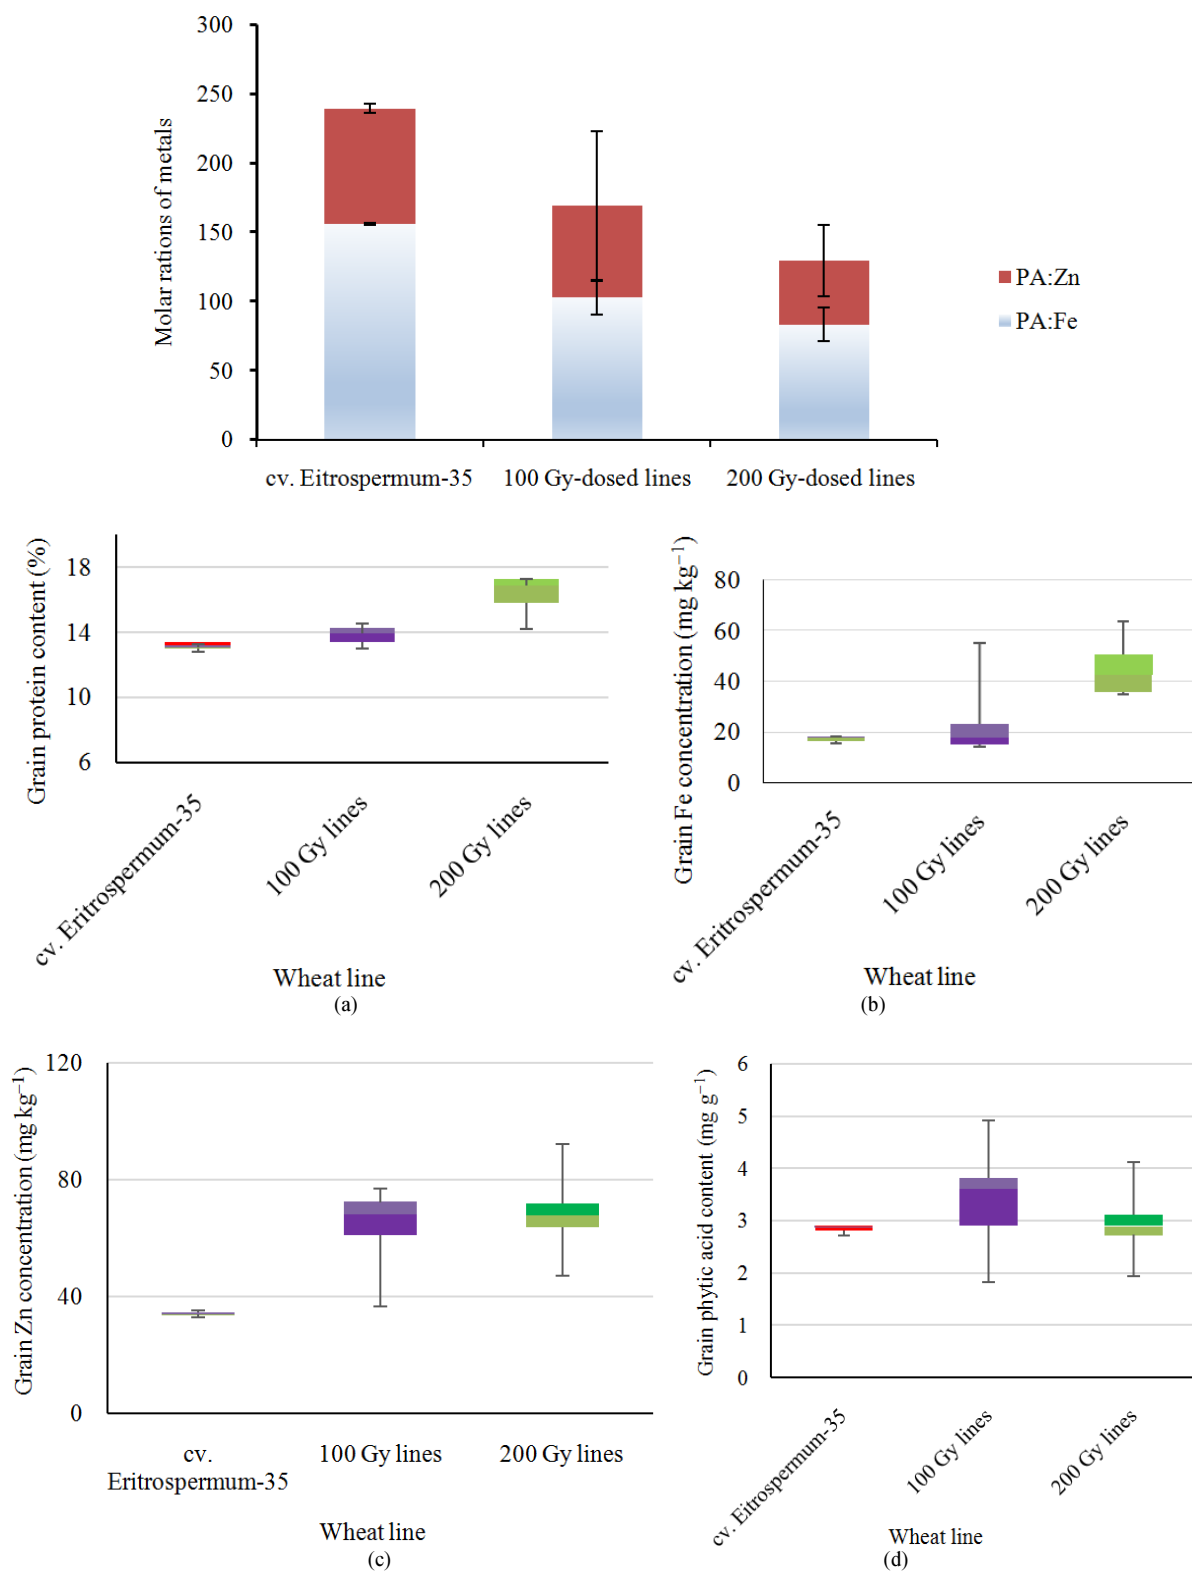 300
250
200
150
100
50
0
Molar rations of metals
PA:Zn
PA:Fe
cv. Eitrospermum-35
100 Gy-dosed lines
200 Gy-dosed lines
18
14
10
6
Grain protein content (%)
cv. Eritrospermum-35
100 Gy lines
200 Gy lines
Wheat line
(a)
80
60
40
20
0
Grain Fe concentration (mg kg⁻¹)
cv. Eritrospermum-35
100 Gy lines
200 Gy lines
Wheat line
(b)
120
80
40
0
Grain Zn concentration (mg kg⁻¹)
cv.
Eritrospermum-35
100 Gy lines
200 Gy lines
Wheat line
(c)
6
5
4
3
2
1
0
Grain phytic acid content (mg g⁻¹)
cv. Eitrospermum-35
100 Gy lines
200 Gy lines
Wheat line
(d)